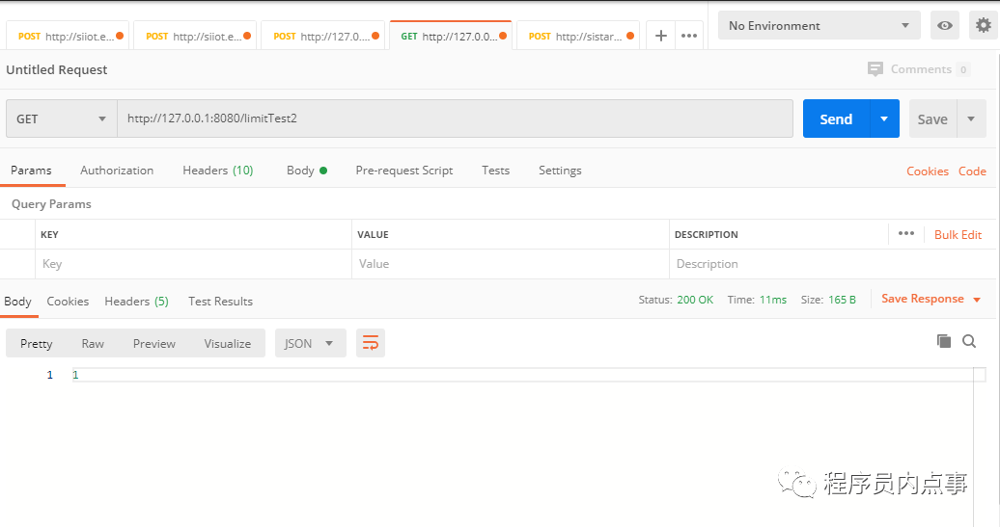 POST http://siiot.e... POST http://siiot.e... POST http://127.0.... GET http://127.0.0... POST http://sistar... + ••• No Environment
Untitled Request Comments 0
GET http://127.0.0.1:8080/limitTest2 Send Save
Params Authorization Headers (10) Body Pre-request Script Tests Settings Cookies Code
Query Params
KEY VALUE DESCRIPTION ••• Bulk Edit
Key Value Description
Body Cookies Headers (5) Test Results Status: 200 OK Time: 11ms Size: 165 B Save Response
Pretty Raw Preview Visualize JSON
1 1
程序员内点事